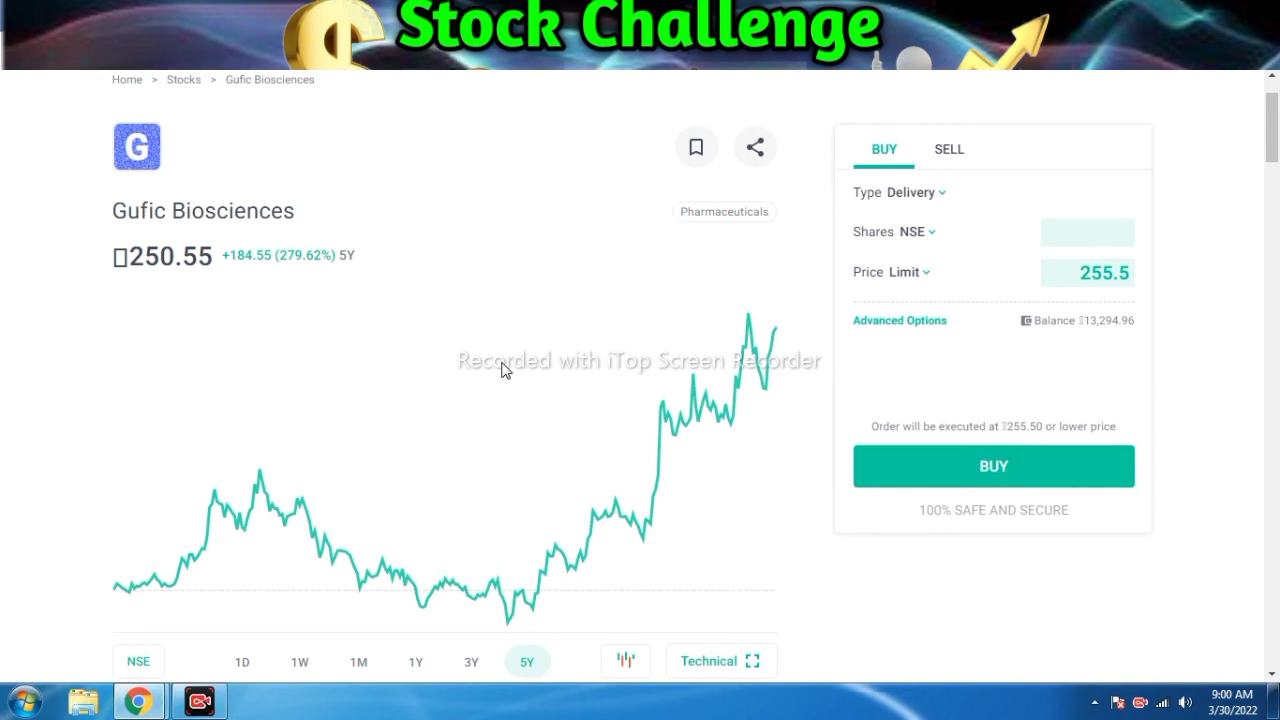 Stock Challenge
Home > Stocks > Gufic Biosciences
G
Gufic Biosciences
Pharmaceuticals
250.55 +184.55 (279.62%) 5Y
BUY SELL
Type Delivery
Shares NSE
Price Limit 255.5
Advanced Options Balance 13,294.96
Recorded with iTop Screen Recorder
Order will be executed at 255.50 or lower price
BUY
100% SAFE AND SECURE
NSE 1D 1W 1M 1Y 3Y 5Y Technical
9:00 AM
3/30/2022